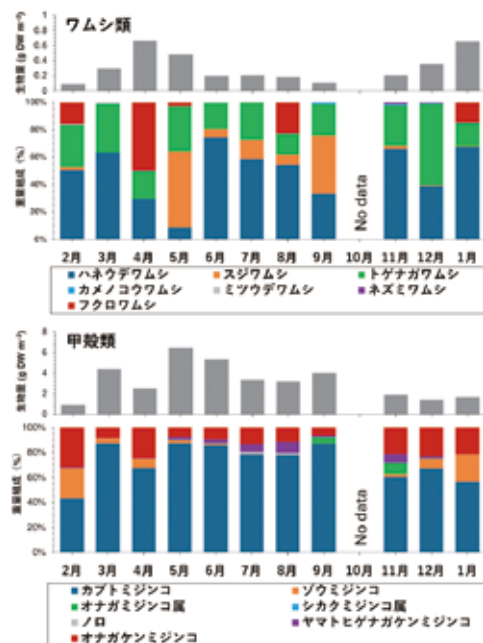 ワムシ類
生物量 (g DW m⁻²)
1
0.8
0.6
0.4
0.2
0
重量組成 (%)
100%
80%
60%
40%
20%
0%
No data
2月 3月 4月 5月 6月 7月 8月 9月 10月 11月 12月 1月
ハネウデワムシ スジワムシ トゲナガワムシ
カメノコウワムシ ミツウデワムシ ネズミワムシ
フクロワムシ
甲殻類
生物量 (g DW m⁻²)
8
6
4
2
0
重量組成 (%)
100%
80%
60%
40%
20%
0%
No data
2月 3月 4月 5月 6月 7月 8月 9月 10月 11月 12月 1月
カブトミジンコ ゾウミジンコ
オナガミジンコ属 シカクミジンコ属
ノロ ヤマトヒゲナガケンミジンコ
オナガケンミジンコ